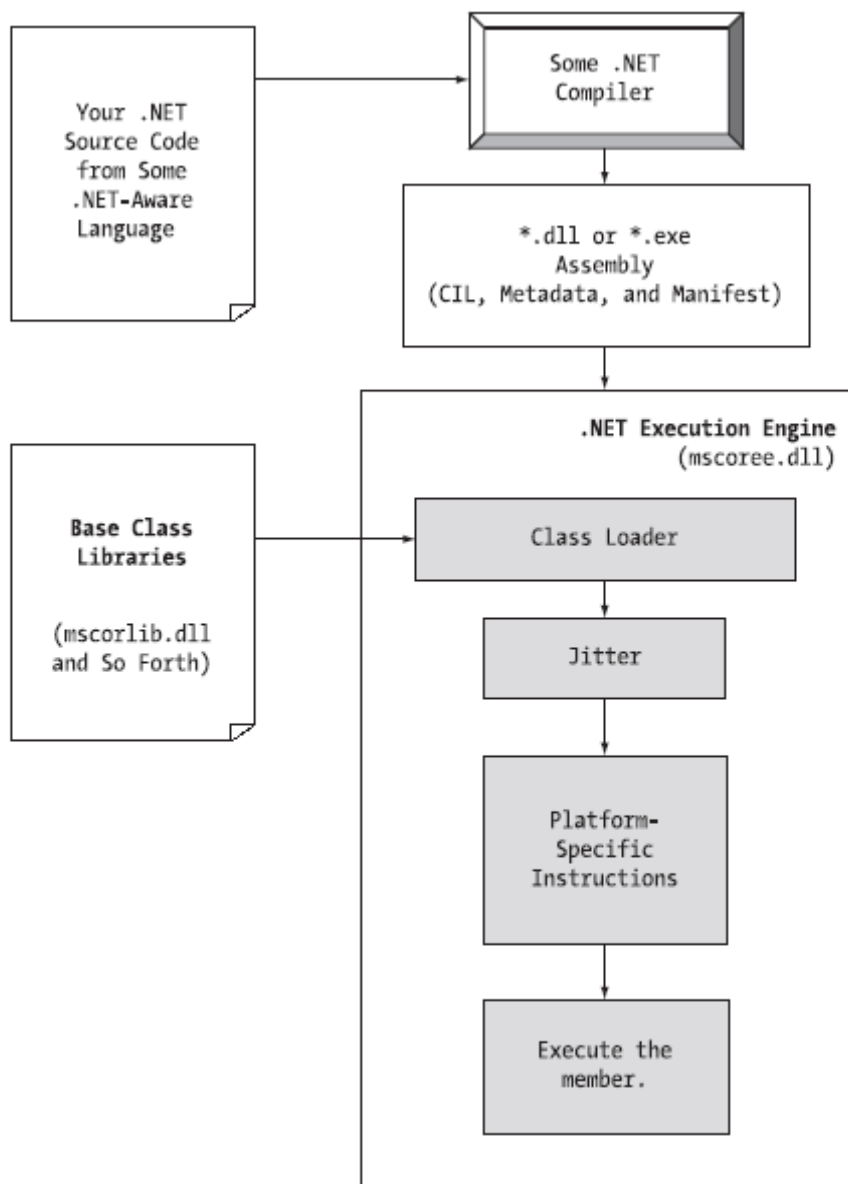 Your .NET
Source Code
from Some
.NET-Aware
Language
Some .NET
Compiler
*.dll or *.exe
Assembly
(CIL, Metadata, and Manifest)
.NET Execution Engine
(mscoree.dll)
Base Class
Libraries
(mscorlib.dll
and So Forth)
Class Loader
Jitter
Platform-
Specific
Instructions
Execute the
member.